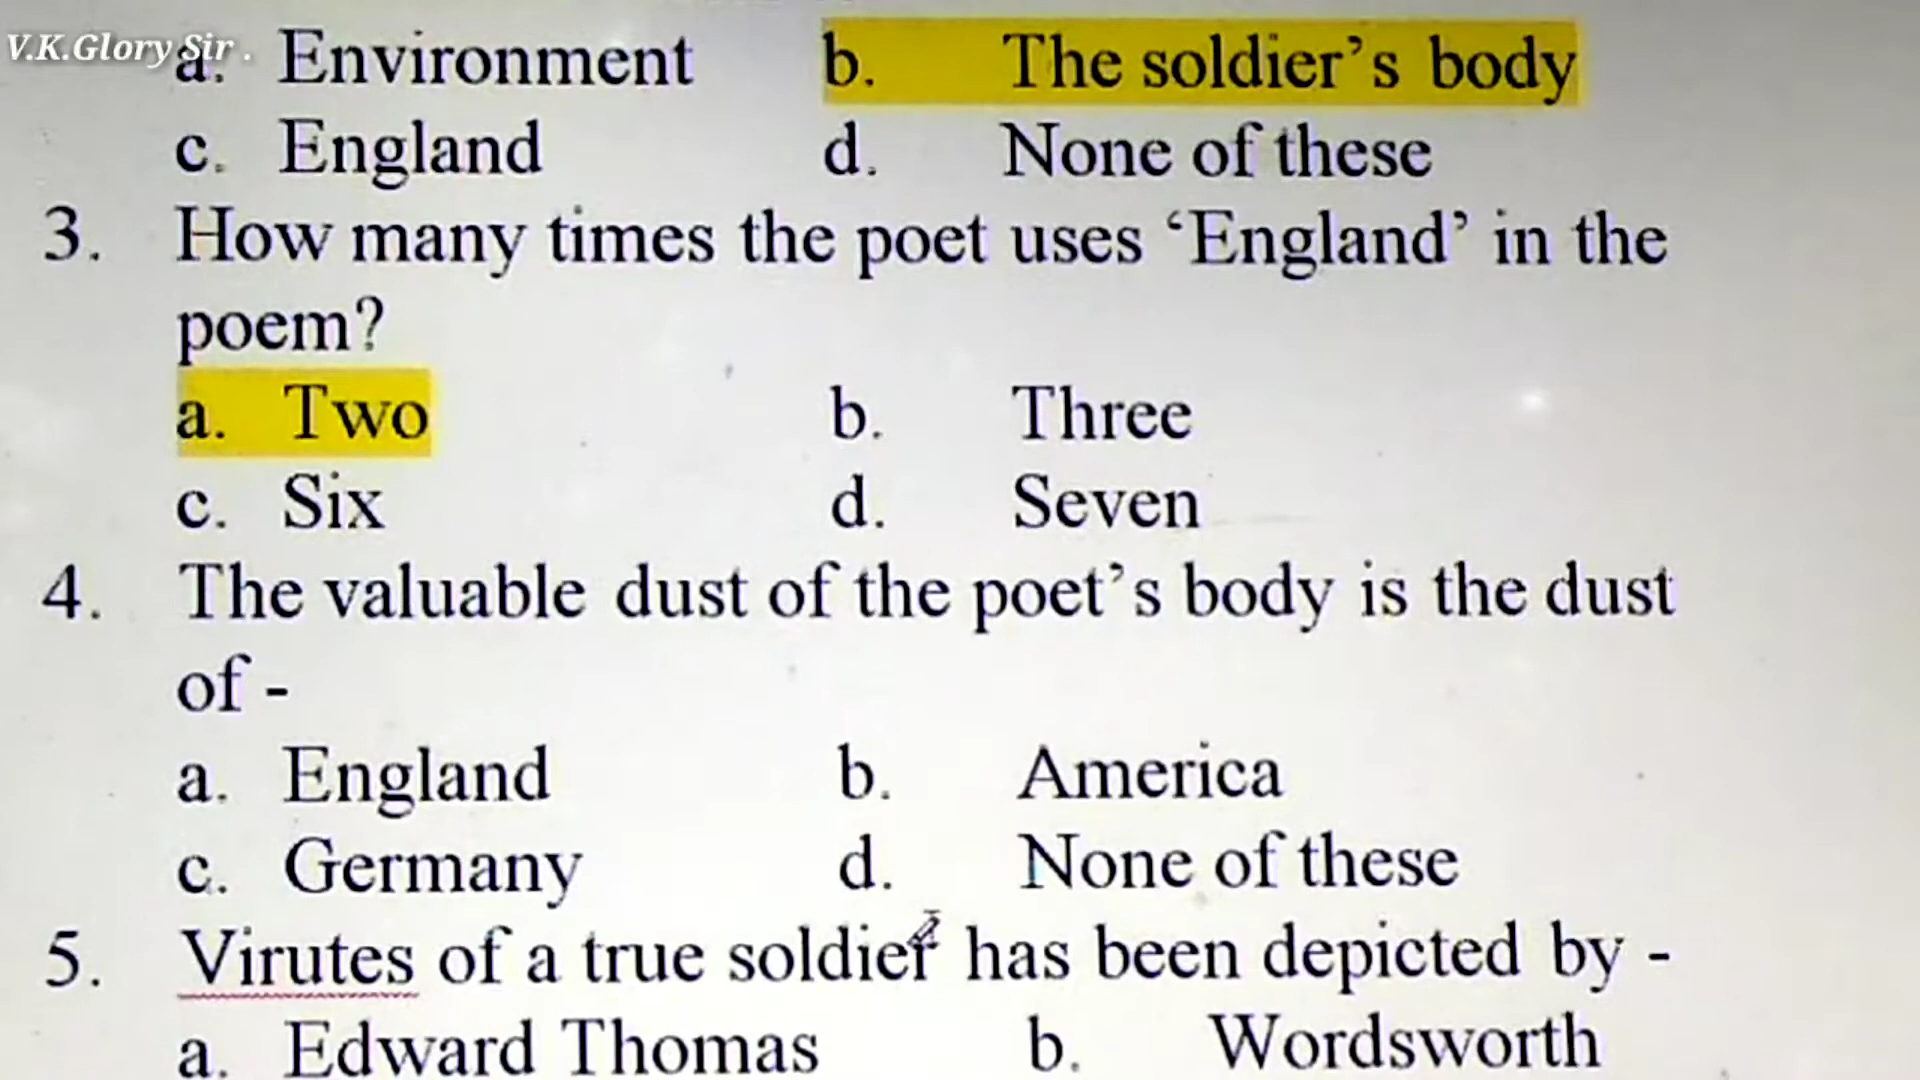 V.K.Glory Sir .
a. Environment b. The soldier's body
c. England d. None of these
3. How many times the poet uses ‘England’ in the
poem?
a. Two b. Three
c. Six d. Seven
4. The valuable dust of the poet’s body is the dust
of -
a. England b. America
c. Germany d. None of these
5. Virutes of a true soldier has been depicted by -
a. Edward Thomas b. Wordsworth